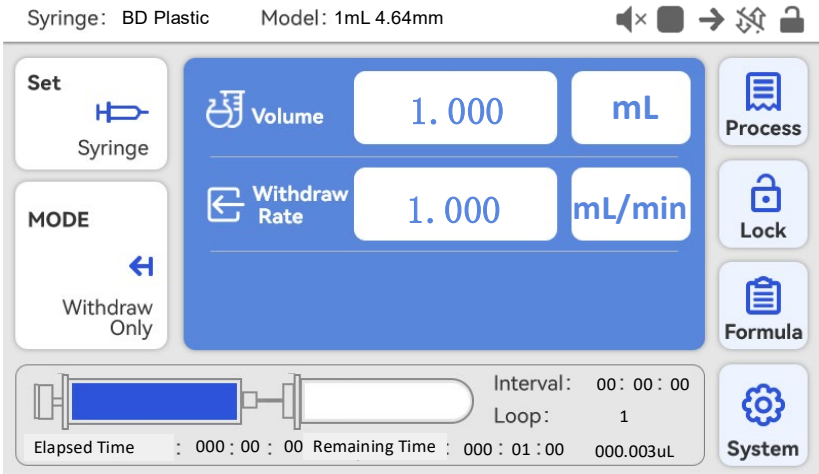 Syringe: BD Plastic Model: 1mL 4.64mm
Set
Syringe
Volume 1.000 mL
Process
MODE
Withdraw
Only
Withdraw
Rate
1.000 mL/min
Lock
Formula
Interval: 00: 00: 00
Loop: 1
Elapsed Time : 000 : 00 : 00 Remaining Time : 000 : 01 : 00 000.003uL
System